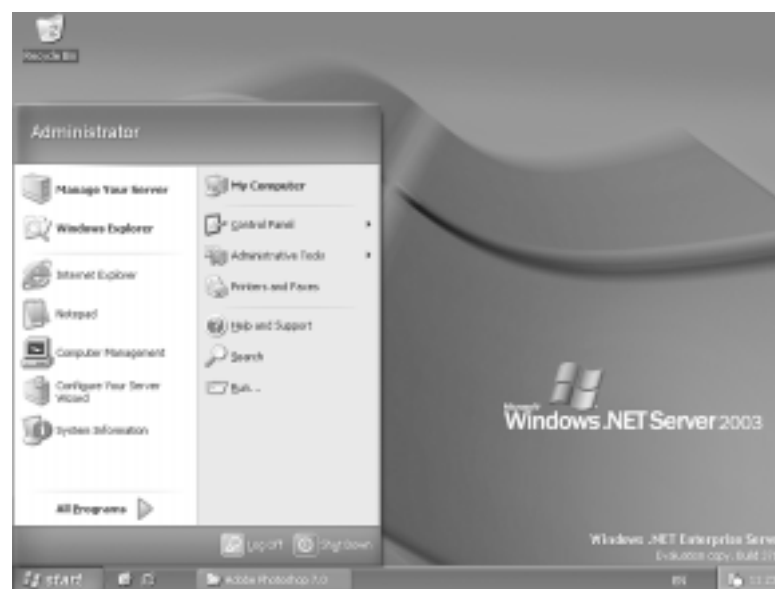 Recycle Bin
Administrator
Manage Your Server
Windows Explorer
Internet Explorer
Notepad
Computer Management
Configure Your Server
Wizard
System Information
All Programs
My Computer
Control Panel
Administrative Tools
Printers and Faxes
Help and Support
Search
Run...
Log Off
Shut Down
Microsoft
Windows .NET Server 2003
Windows .NET Enterprise
Evaluation copy. Build
start
Adobe Photoshop 7.0
EN